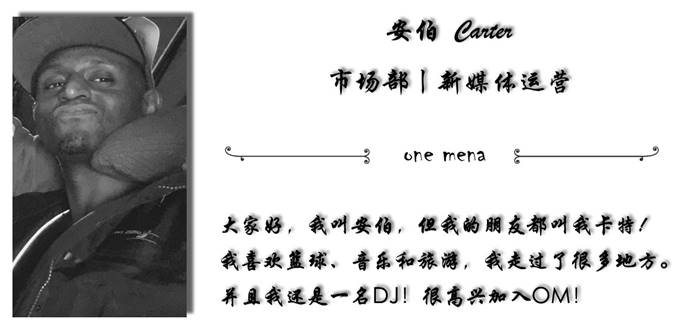 安伯 Carter
市场部丨新媒体运营
one mena
大家好，我叫安伯，但我的朋友都叫我卡特！
我喜欢篮球、音乐和旅游，我走过了很多地方。
并且我还是一名DJ！很高兴加入OM！